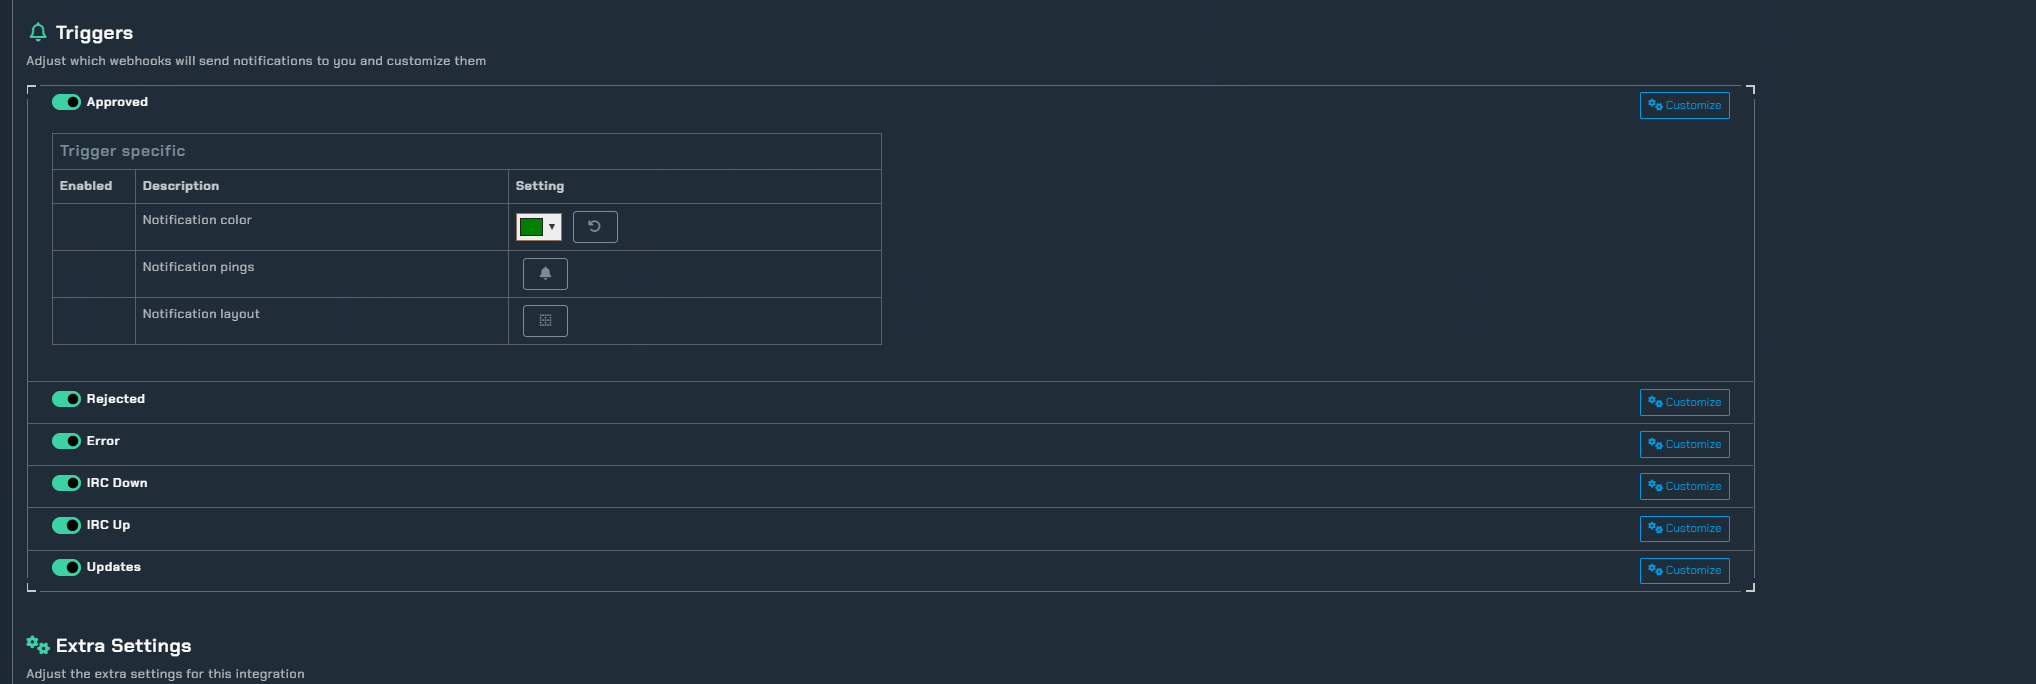 Triggers
Adjust which webhooks will send notifications to you and customize them
Approved
Customize
Trigger specific
Enabled Description Setting
Notification color
Notification pings
Notification layout
Rejected
Customize
Error
Customize
IRC Down
Customize
IRC Up
Customize
Updates
Customize
Extra Settings
Adjust the extra settings for this integration